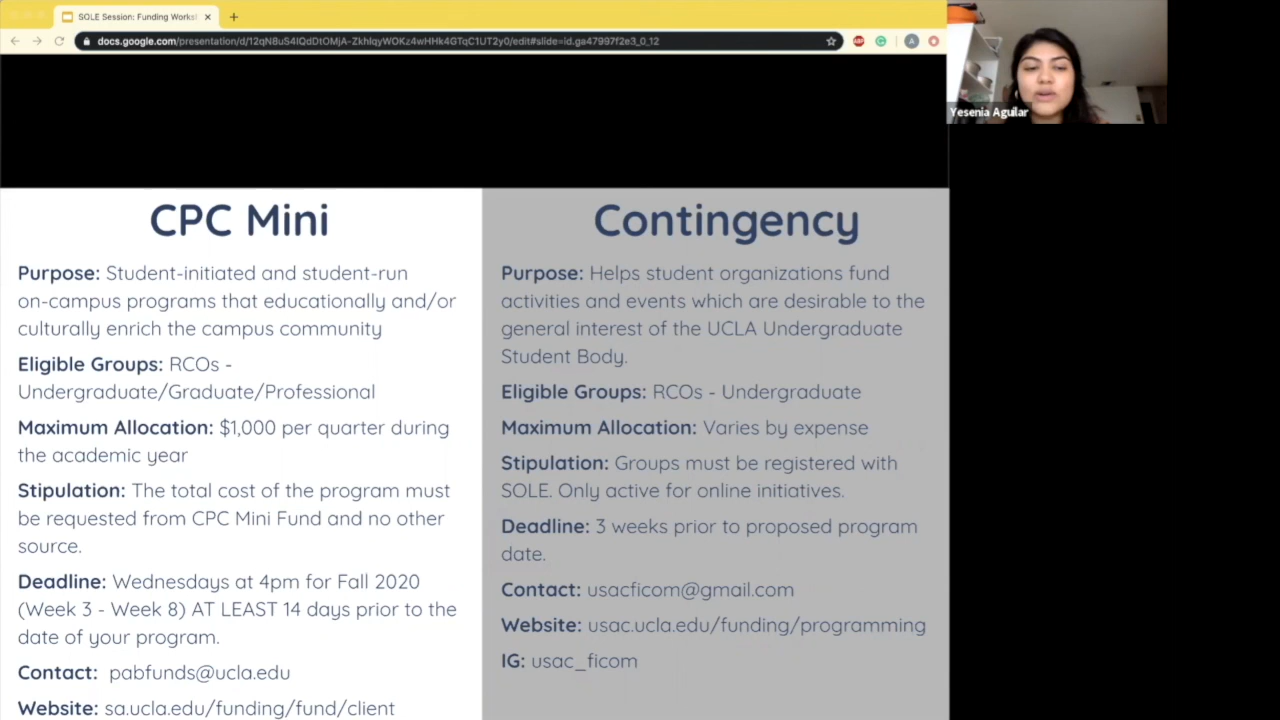 SOLE Session: Funding Works
docs.google.com/presentation/d/12qN8uS4IQdDtOMjA-ZkhlqyWOKz4wHHk4GTqC1UT2y0/edit#slide=id.ga47997f2e3_0_12
ABP
A
Yesenia Aguilar
CPC Mini
Purpose: Student-initiated and student-run
on-campus programs that educationally and/or
culturally enrich the campus community
Eligible Groups: RCOs -
Undergraduate/Graduate/Professional
Maximum Allocation: $1,000 per quarter during
the academic year
Stipulation: The total cost of the program must
be requested from CPC Mini Fund and no other
source.
Deadline: Wednesdays at 4pm for Fall 2020
(Week 3 - Week 8) AT LEAST 14 days prior to the
date of your program.
Contact: pabfunds@ucla.edu
Website: sa.ucla.edu/funding/fund/client
Contingency
Purpose: Helps student organizations fund
activities and events which are desirable to the
general interest of the UCLA Undergraduate
Student Body.
Eligible Groups: RCOs - Undergraduate
Maximum Allocation: Varies by expense
Stipulation: Groups must be registered with
SOLE. Only active for online initiatives.
Deadline: 3 weeks prior to proposed program
date.
Contact: usacficom@gmail.com
Website: usac.ucla.edu/funding/programming
IG: usac_ficom